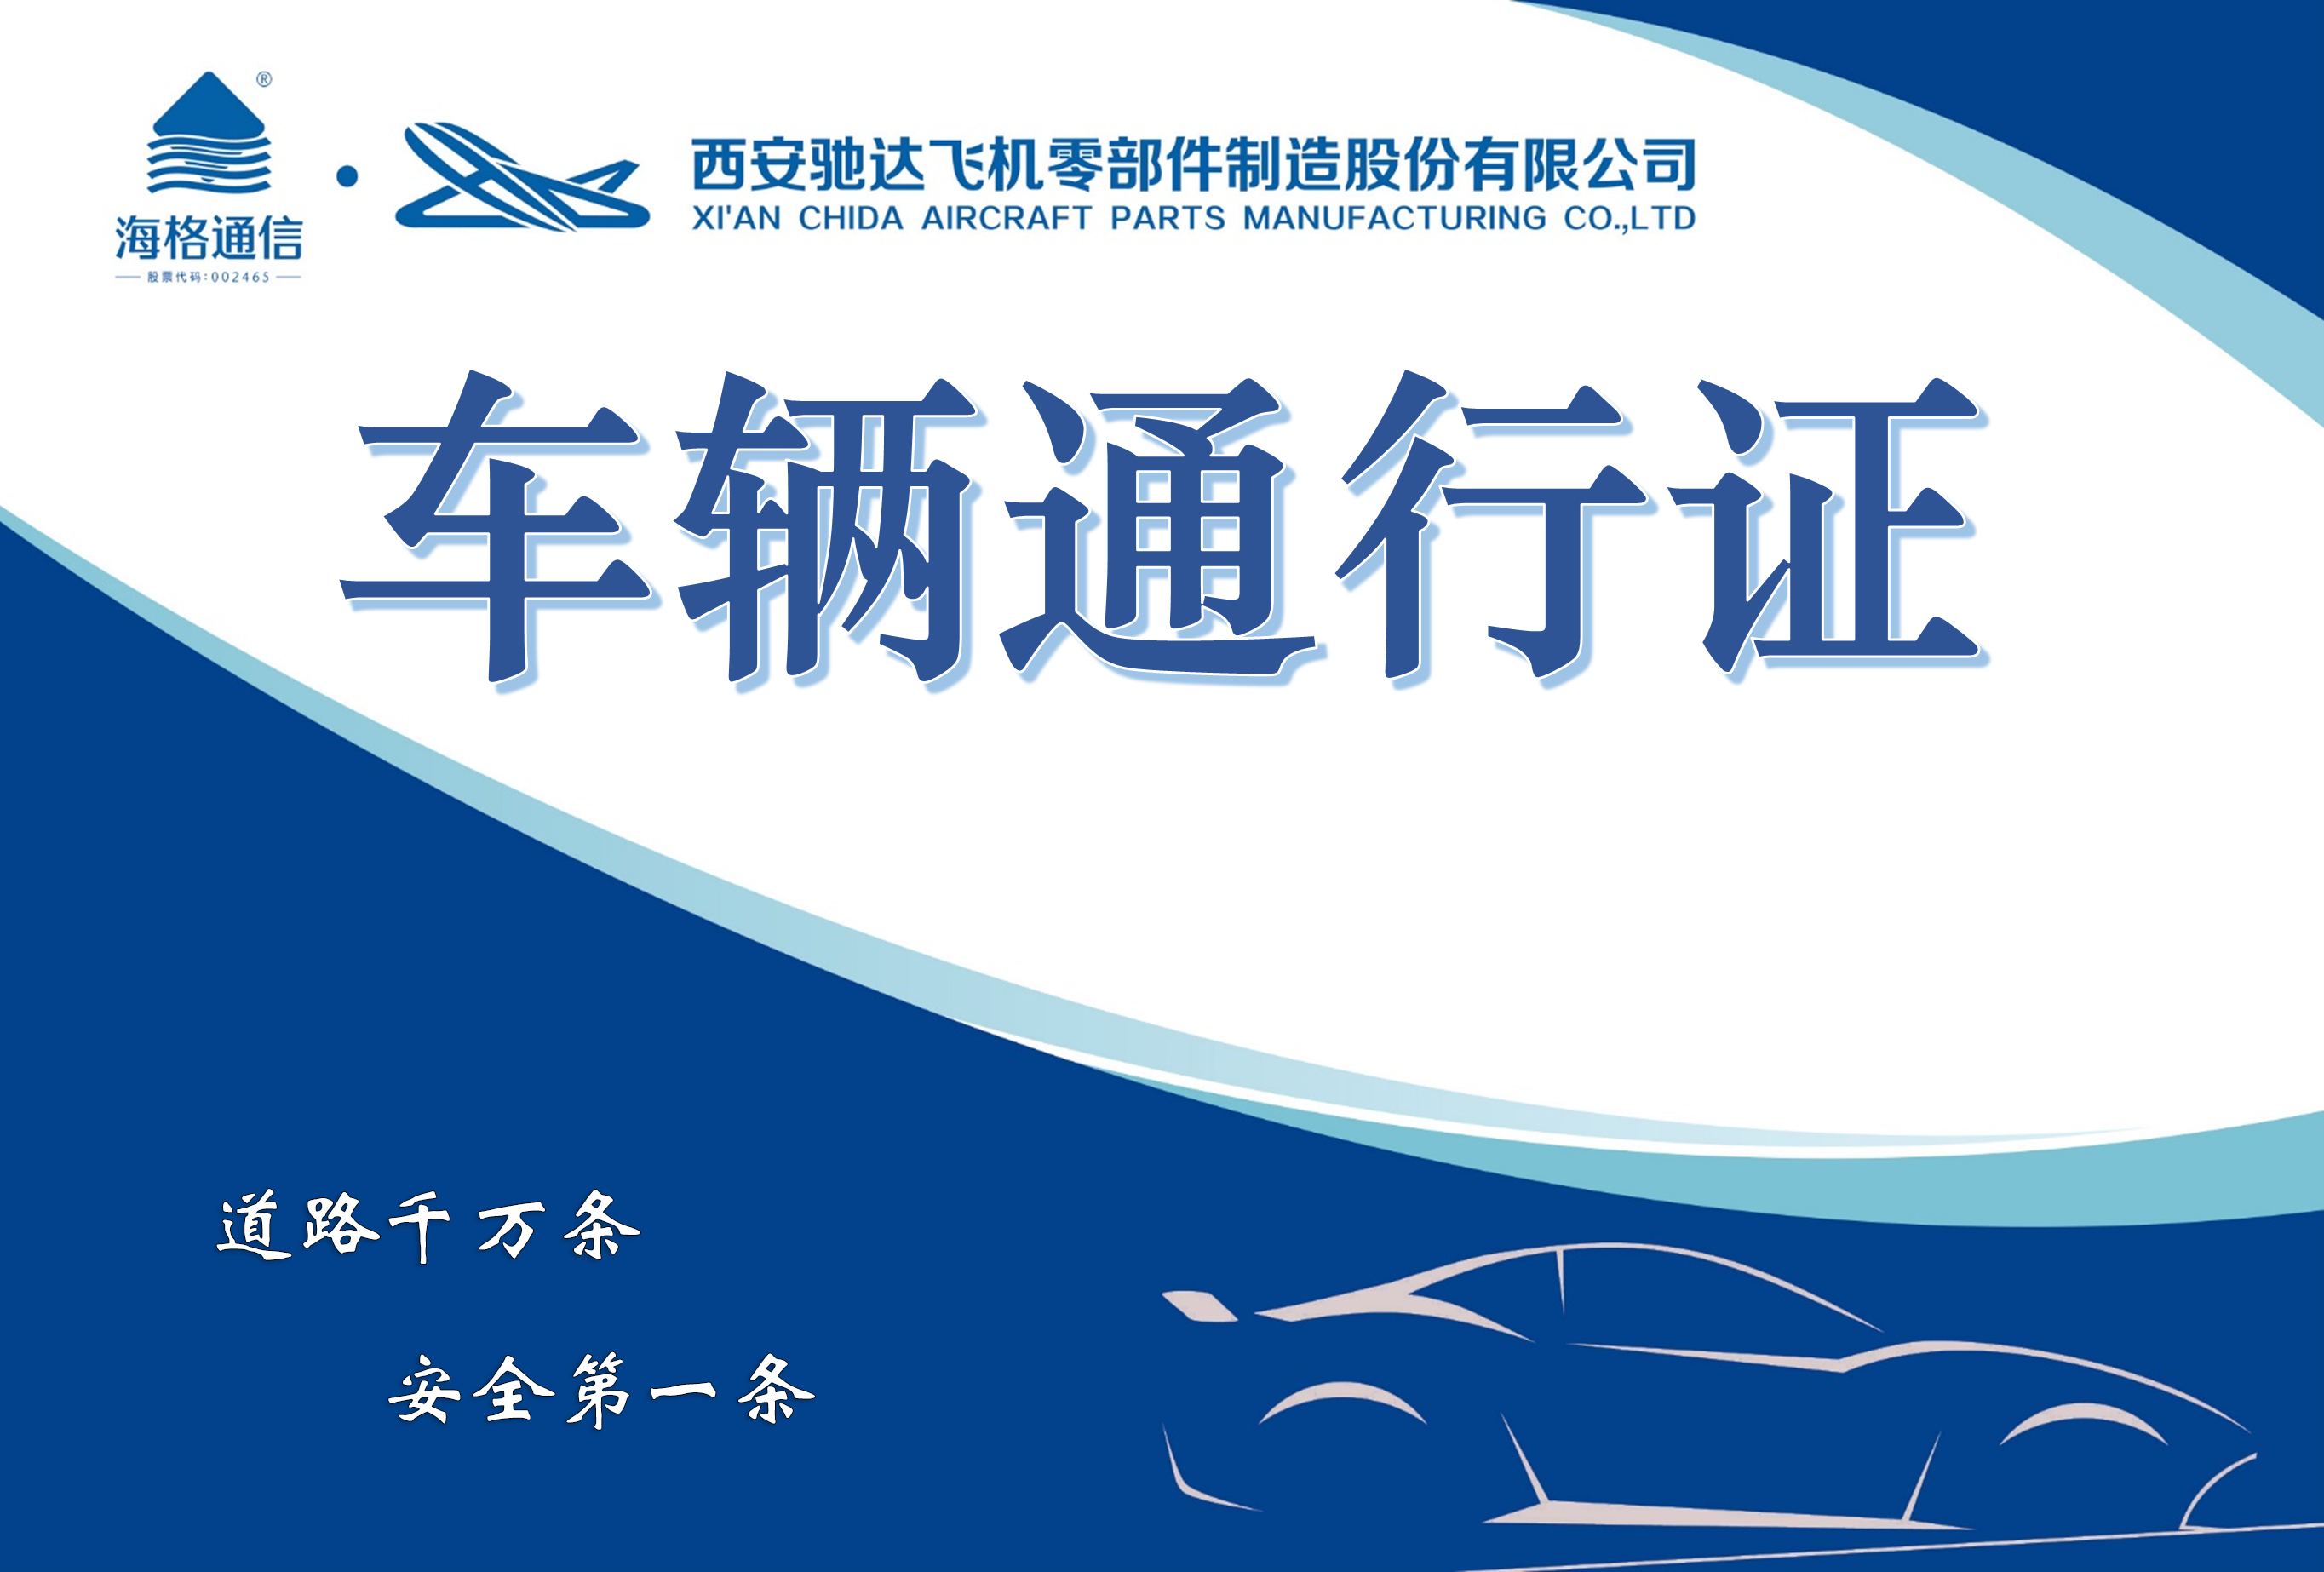 ®
海格通信
股票代码:002465
西安驰达飞机零部件制造股份有限公司
XI'AN CHIDA AIRCRAFT PARTS MANUFACTURING CO.,LTD
车辆通行证
道路千万条
安全第一条